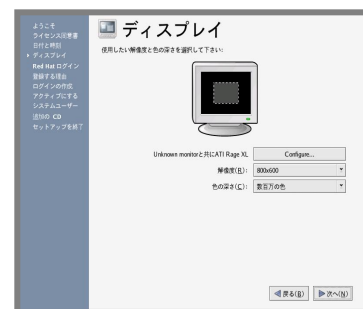 ようこそ
ライセンス同意書
日付と時刻
ディスプレイ
Red Hat ログイン
登録する理由
ログインの作成
アクティブにする
システムユーザー
追加の CD
セットアップを終了
ディスプレイ
使用したい解像度と色の深さを選択して下さい:
Unknown monitorと共にATI Rage XL
Configure...
解像度(R):
800x600
色の深さ(C):
数百万の色
戻る(B)
次へ(N)